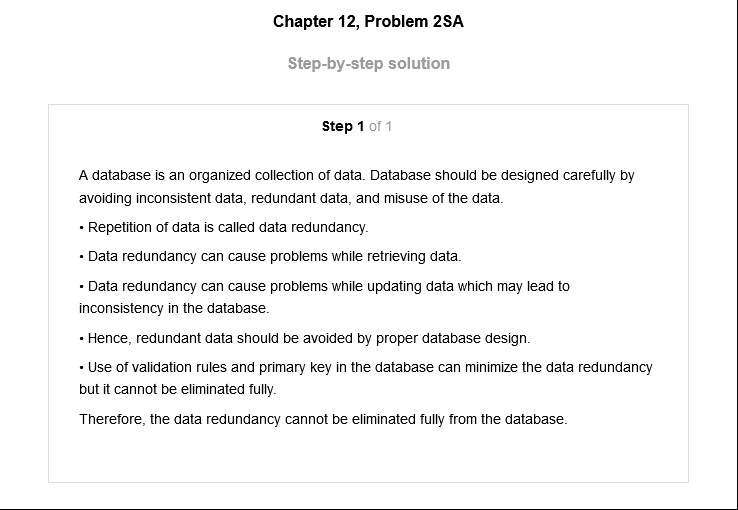 Chapter 12, Problem 2SA
Step-by-step solution
Step 1 of 1
A database is an organized collection of data. Database should be designed carefully by
avoiding inconsistent data, redundant data, and misuse of the data.
• Repetition of data is called data redundancy.
• Data redundancy can cause problems while retrieving data.
• Data redundancy can cause problems while updating data which may lead to
inconsistency in the database.
• Hence, redundant data should be avoided by proper database design.
• Use of validation rules and primary key in the database can minimize the data redundancy
but it cannot be eliminated fully.
Therefore, the data redundancy cannot be eliminated fully from the database.